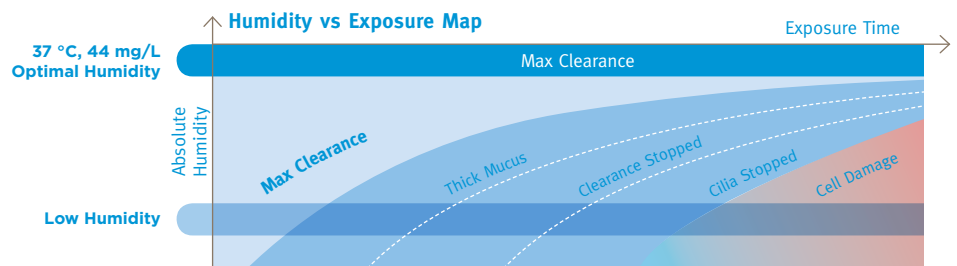 Humidity vs Exposure Map
Exposure Time
37 °C, 44 mg/L
Optimal Humidity
Max Clearance
Absolute
Humidity
Max Clearance
Thick Mucus
Clearance Stopped
Cilia Stopped
Cell Damage
Low Humidity